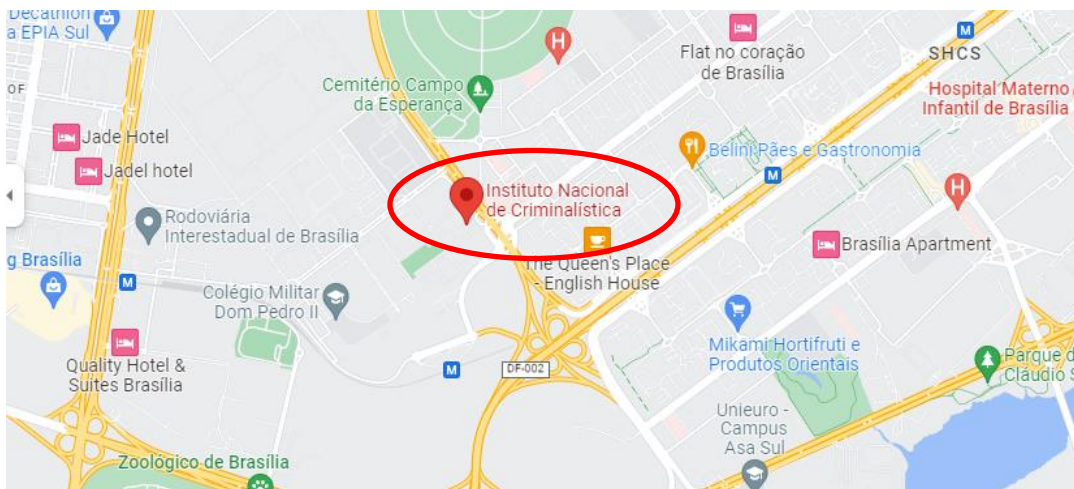 Decathlon
a EPIA Sul
OF
Jade Hotel
Jadel hotel
Cemitério Campo
da Esperança
H
Flat no coração
de Brasília
M
SHCS
Hospital Materno
Infantil de Brasília
Belini Pães e Gastronomia
M
H
Instituto Nacional
de Criminalística
Rodoviária
Interestadual de Brasília
The Queen's Place
- English House
Brasília Apartment
g Brasília
M
Colégio Militar
Dom Pedro II
Quality Hotel &
Suites Brasília
M
DF-002
Mikami Hortifruti e
Produtos Orientais
Parque d
Cláudio S
Unieuro -
Campus
Asa Sul
Zoológico de Brasília